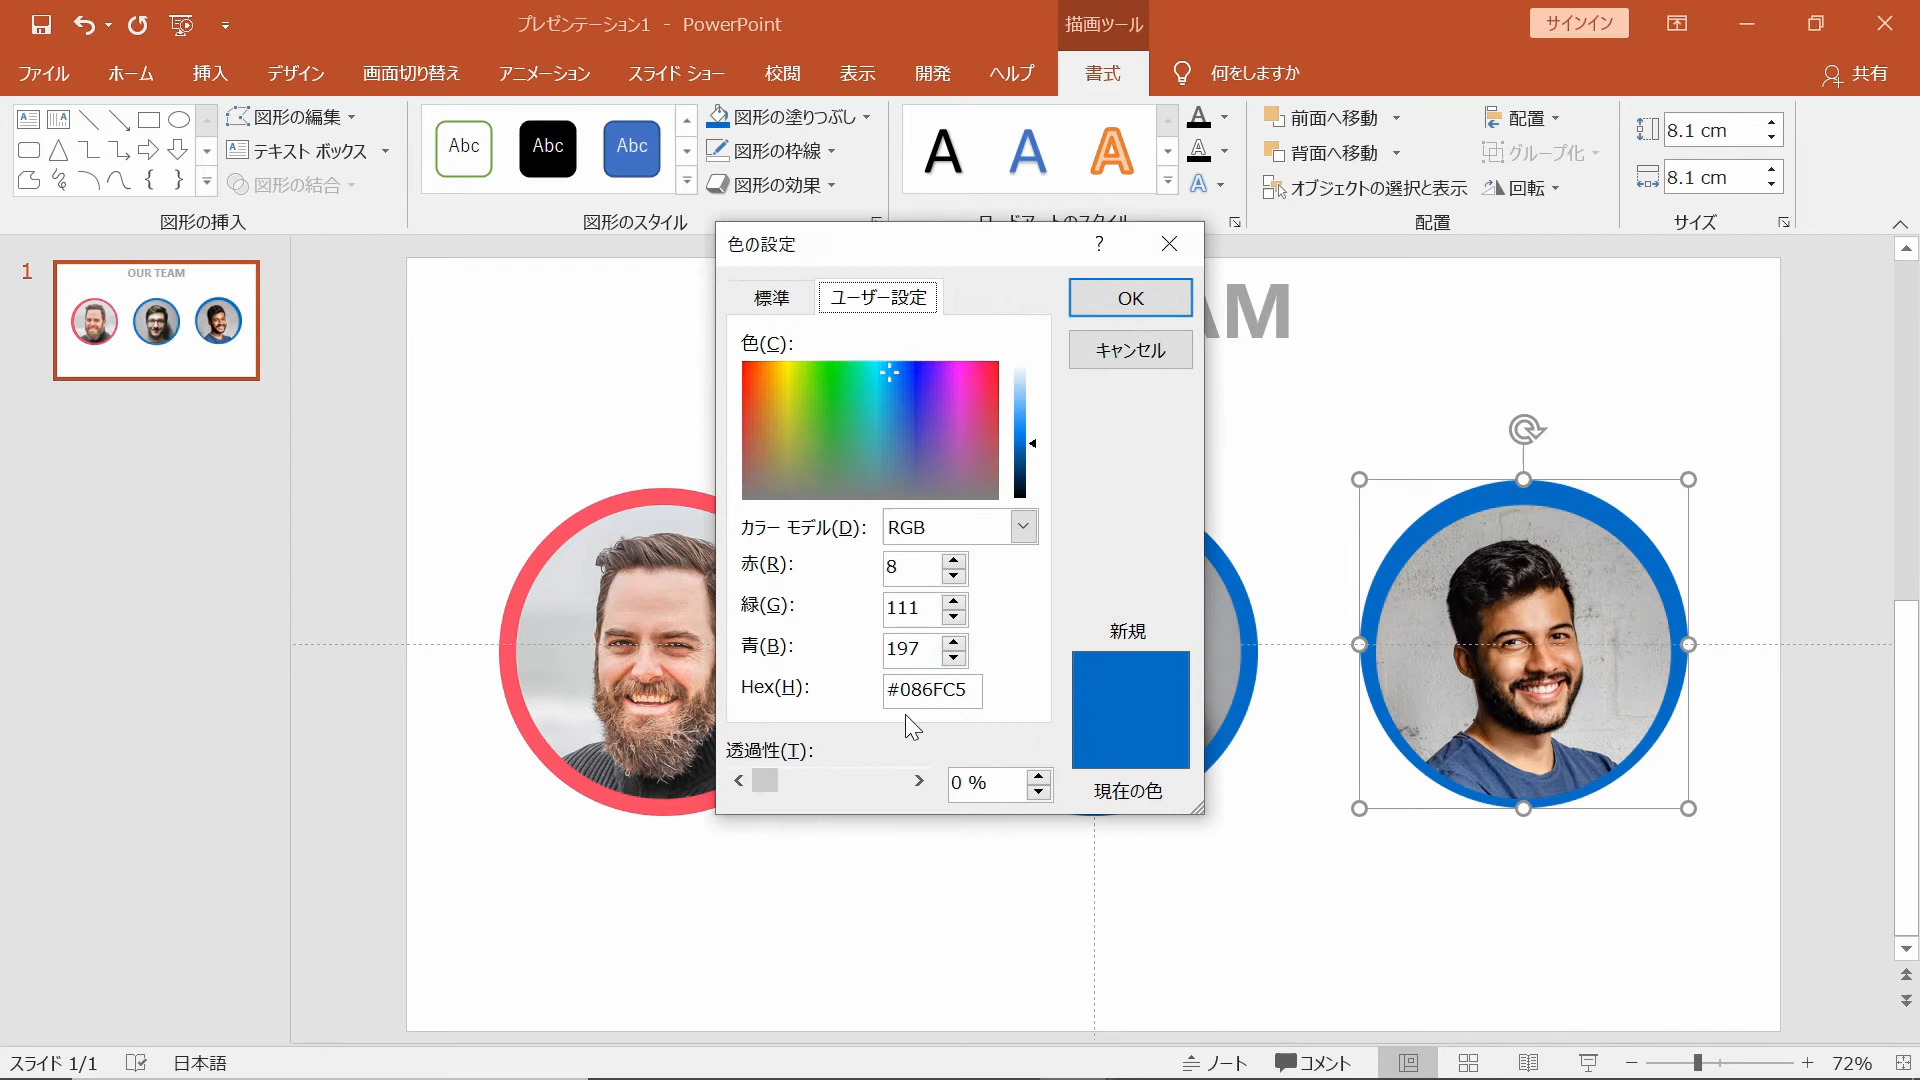 プレゼンテーション1 - PowerPoint
描画ツール
サインイン
ファイル ホーム 挿入 デザイン 画面切り替え アニメーション スライド ショー 校閲 表示 開発 ヘルプ 書式 何をしますか 共有
図形の編集
テキスト ボックス
図形の結合
図形の挿入
Abc Abc Abc
図形の塗りつぶし
図形の枠線
図形の効果
図形のスタイル
A A A
A
A
A
前面へ移動
背面へ移動
オブジェクトの選択と表示
配置
グループ化
回転
配置
8.1 cm
8.1 cm
サイズ
1
OUR TEAM
AM
色の設定
?
標準 ユーザー設定
OK
キャンセル
色(C):
カラー モデル(D): RGB
赤(R): 8
緑(G): 111
青(B): 197
Hex(H): #086FC5
透過性(T):
0 %
新規
現在の色
スライド 1/1 日本語 ノート コメント 72%